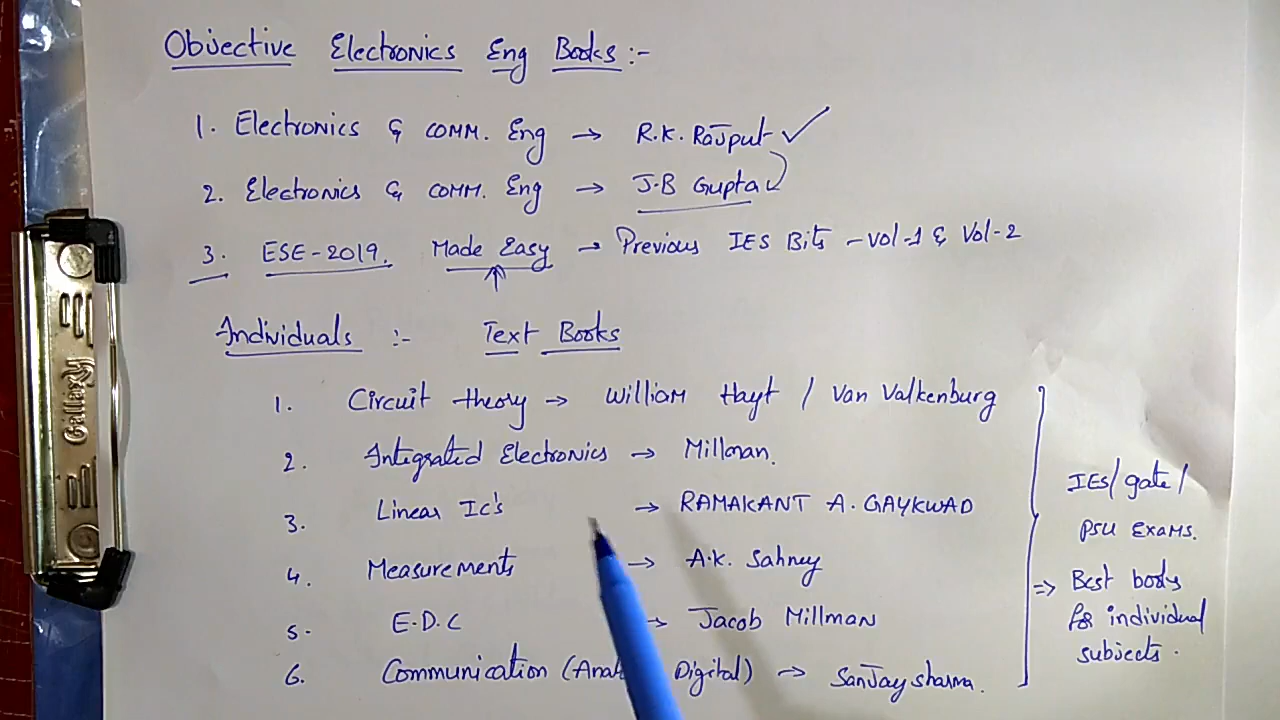 Objective Electronics Eng Books :-
1. Electronics & comm. Eng → R.K. Rajput ✓
2. Electronics & comm. Eng → J.B Gupta
3. ESE-2019. Made Easy → Previous IES Bits - Vol-1 & Vol-2
Individuals :- Text Books
1. Circuit theory → William Hayt / Van Valkenburg
2. Integrated Electronics → Millman.
3. Linear Ic's → RAMAKANT A. GAYKWAD
4. Measurements → A.K. Sahney
5. E.D.C → Jacob Millman
6. Communication ( Digital) → Sanjay sharma.
IES/gate/
PSU Exams.
⇒ Best books
for individual
subjects.
Gallaxy